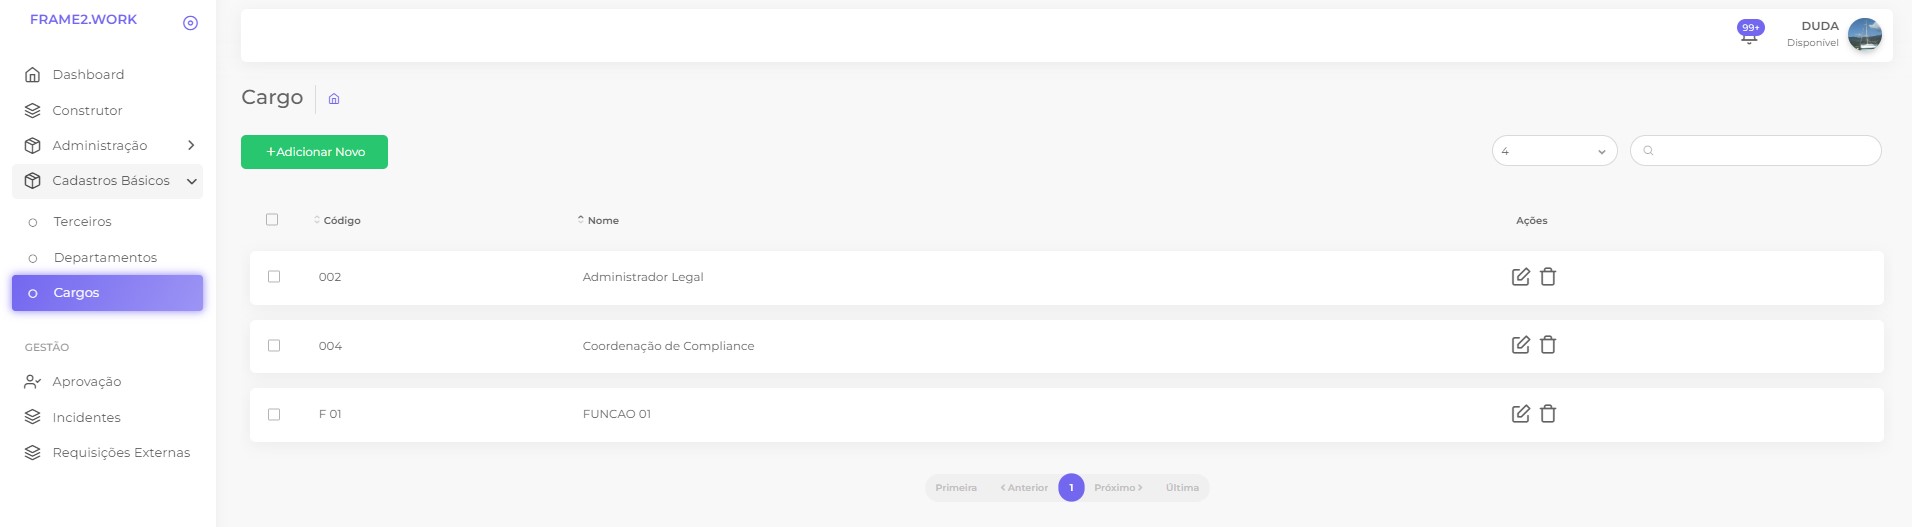 FRAME2.WORK
Dashboard
Construtor
Administração
Cadastros Básicos
Terceiros
Departamentos
Cargos
GESTÃO
Aprovação
Incidentes
Requisições Externas
99+
DUDA
Disponível
Cargo
+Adicionar Novo
4
Código Nome Ações
002 Administrador Legal
004 Coordenação de Compliance
F 01 FUNCAO 01
Primeira < Anterior 1 Próximo > Última